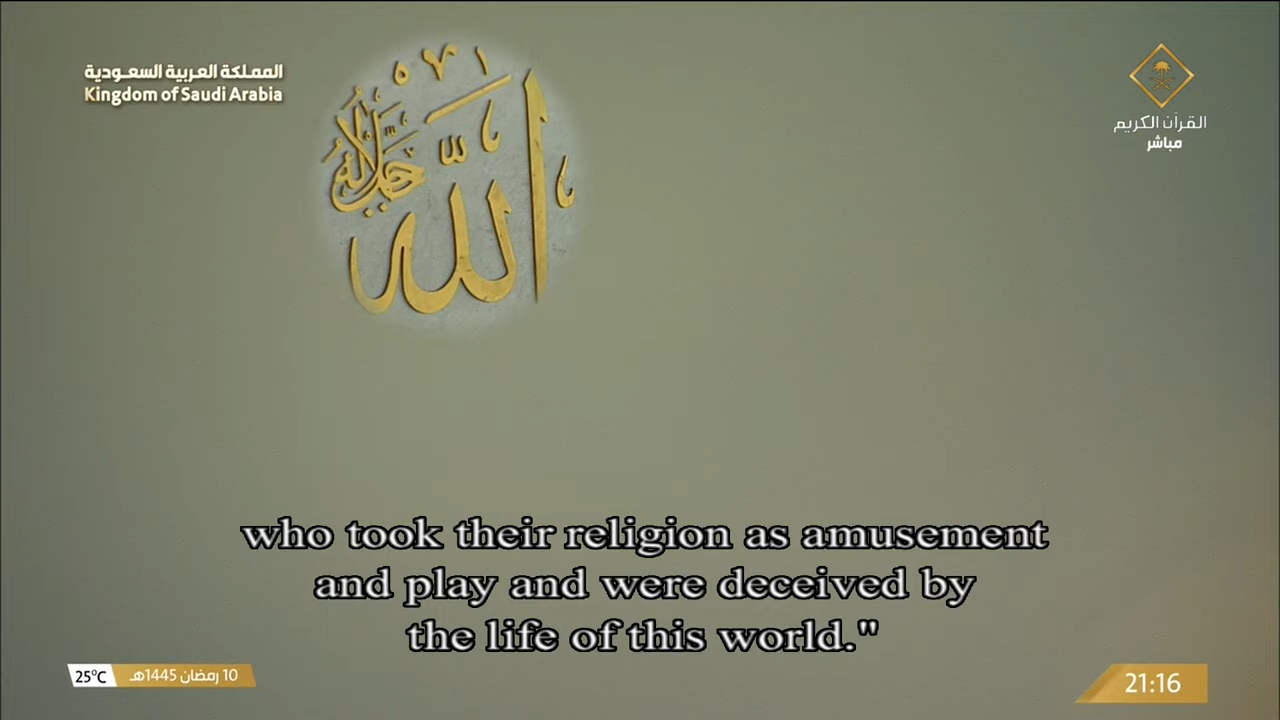 المملكة العربية السعودية
Kingdom of Saudi Arabia
الله
جل جلاله
القرآن الكريم
مباشر
who took their religion as amusement
and play and were deceived by
the life of this world."
25°C
10 رمضان 1445هـ
21:16